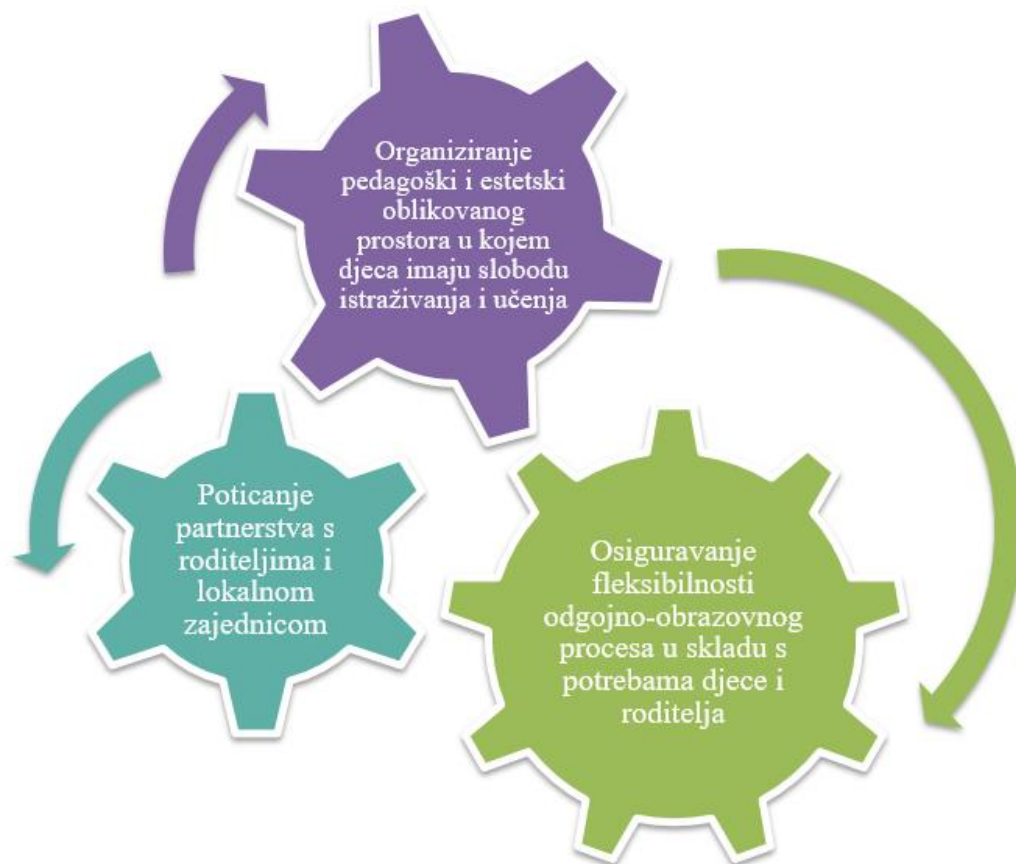 Organiziranje
pedagoški i estetski
oblikovanog
prostora u kojem
djeca imaju slobodu
istraživanja i učenja
Poticanje
partnerstva s
roditeljima i
lokalnom
zajednicom
Osiguravanje
fleksibilnosti
odgojno-obrazovnog
procesa u skladu s
potrebama djece i
roditelja